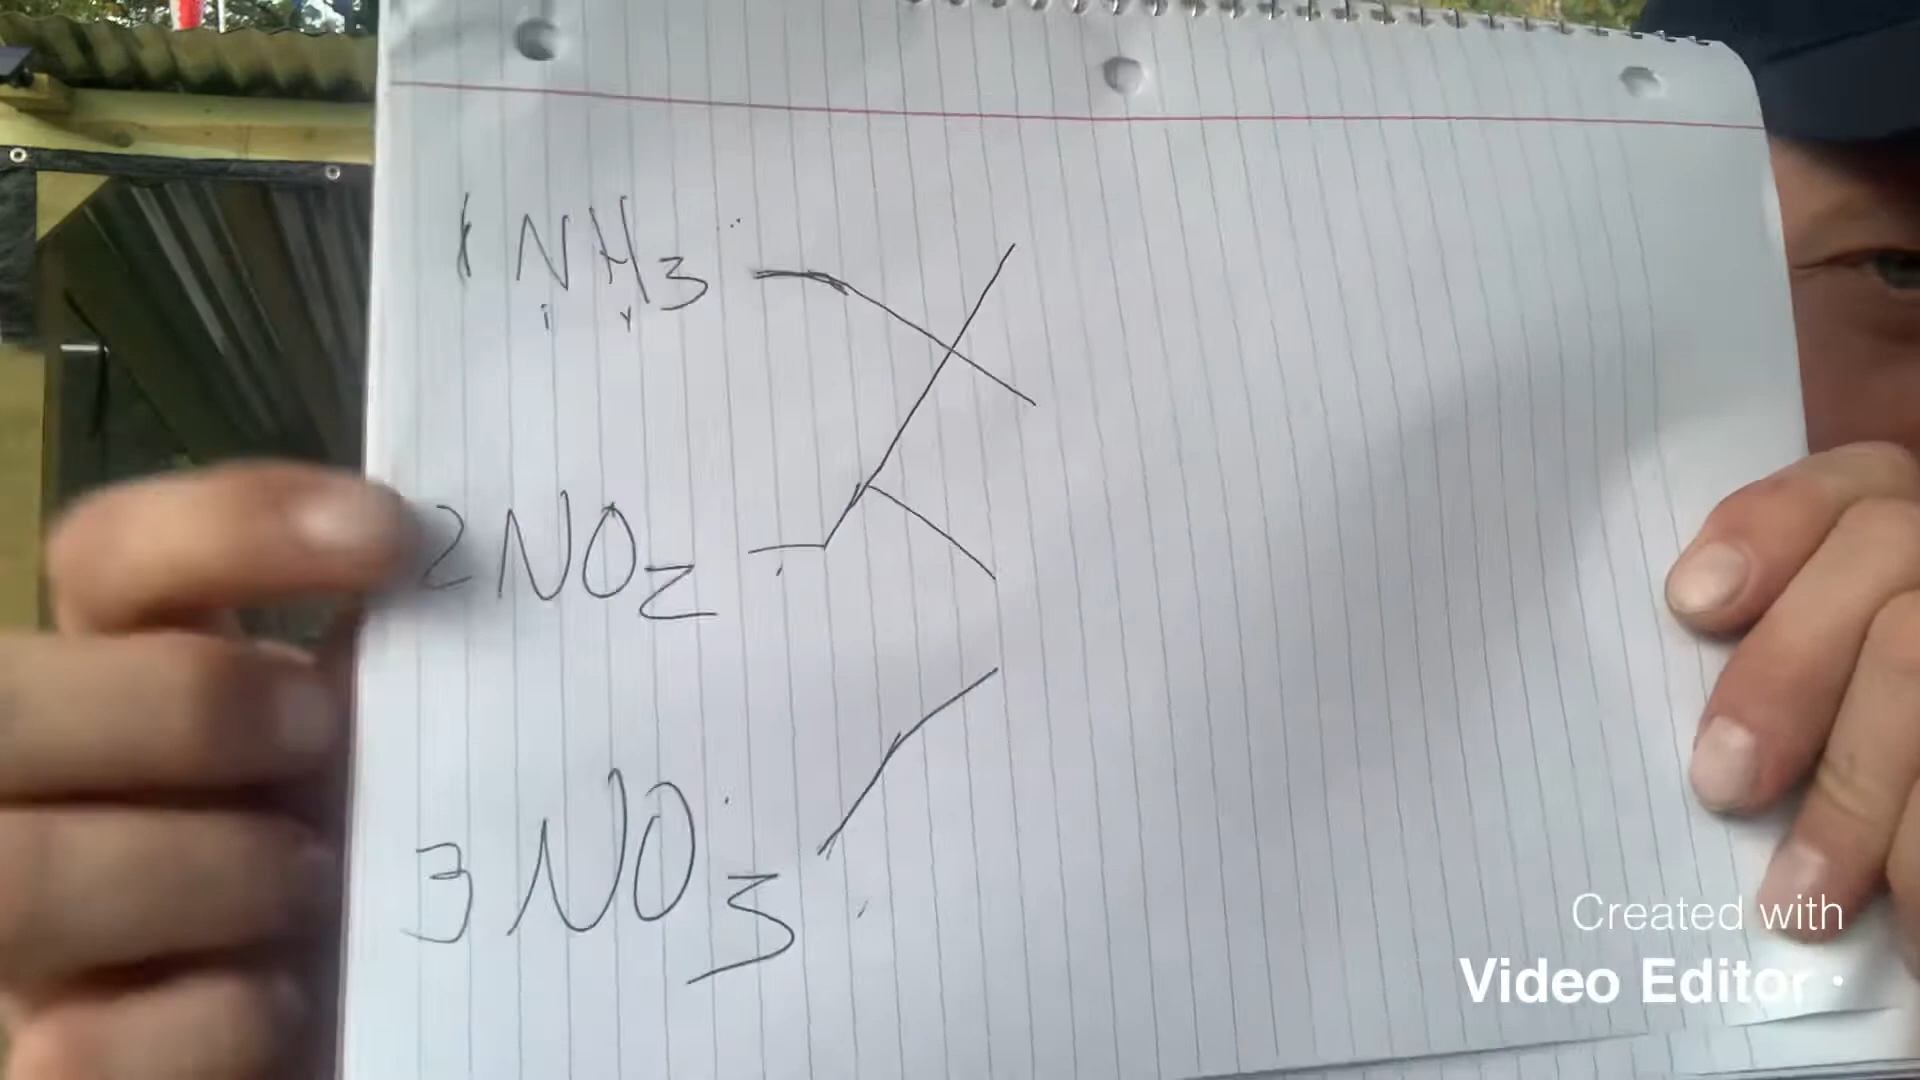 1 NH3
2 NO2
3 NO3
Created with
Video Editor